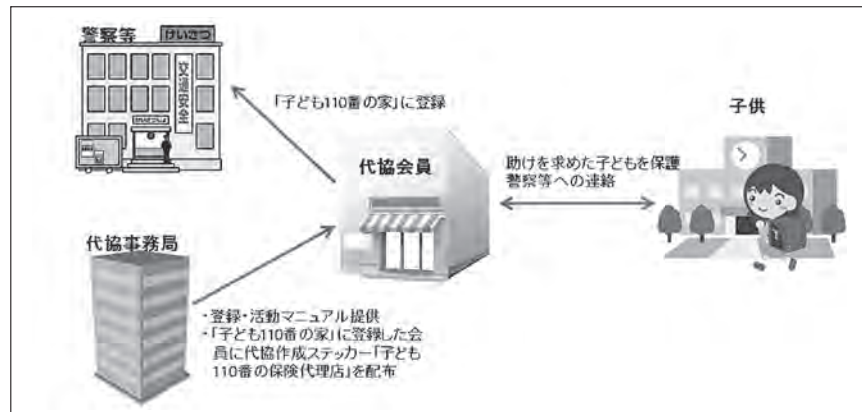 警察等
けいさつ
交通安全
「子ども110番の家」に登録
子供
代協会員
助けを求めた子どもを保護
警察等への連絡
代協事務局
・登録・活動マニュアル提供
・「子ども110番の家」に登録した会
員に代協作成ステッカー「子ども
110番の保険代理店」を配布